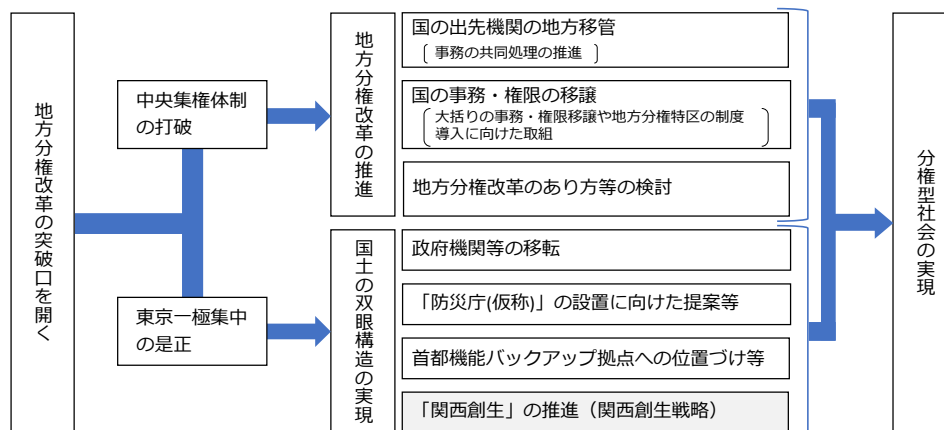 地方分権改革の突破口を開く
中央集権体制
の打破
東京一極集中
の是正
地方分権改革の推進
国の出先機関の地方移管
事務の共同処理の推進
国の事務・権限の移譲
大括りの事務・権限移譲や地方分権特区の制度
導入に向けた取組
地方分権改革のあり方等の検討
国土の双眼構造の実現
政府機関等の移転
「防災庁(仮称)」の設置に向けた提案等
首都機能バックアップ拠点への位置づけ等
「関西創生」の推進（関西創生戦略）
分権型社会の実現